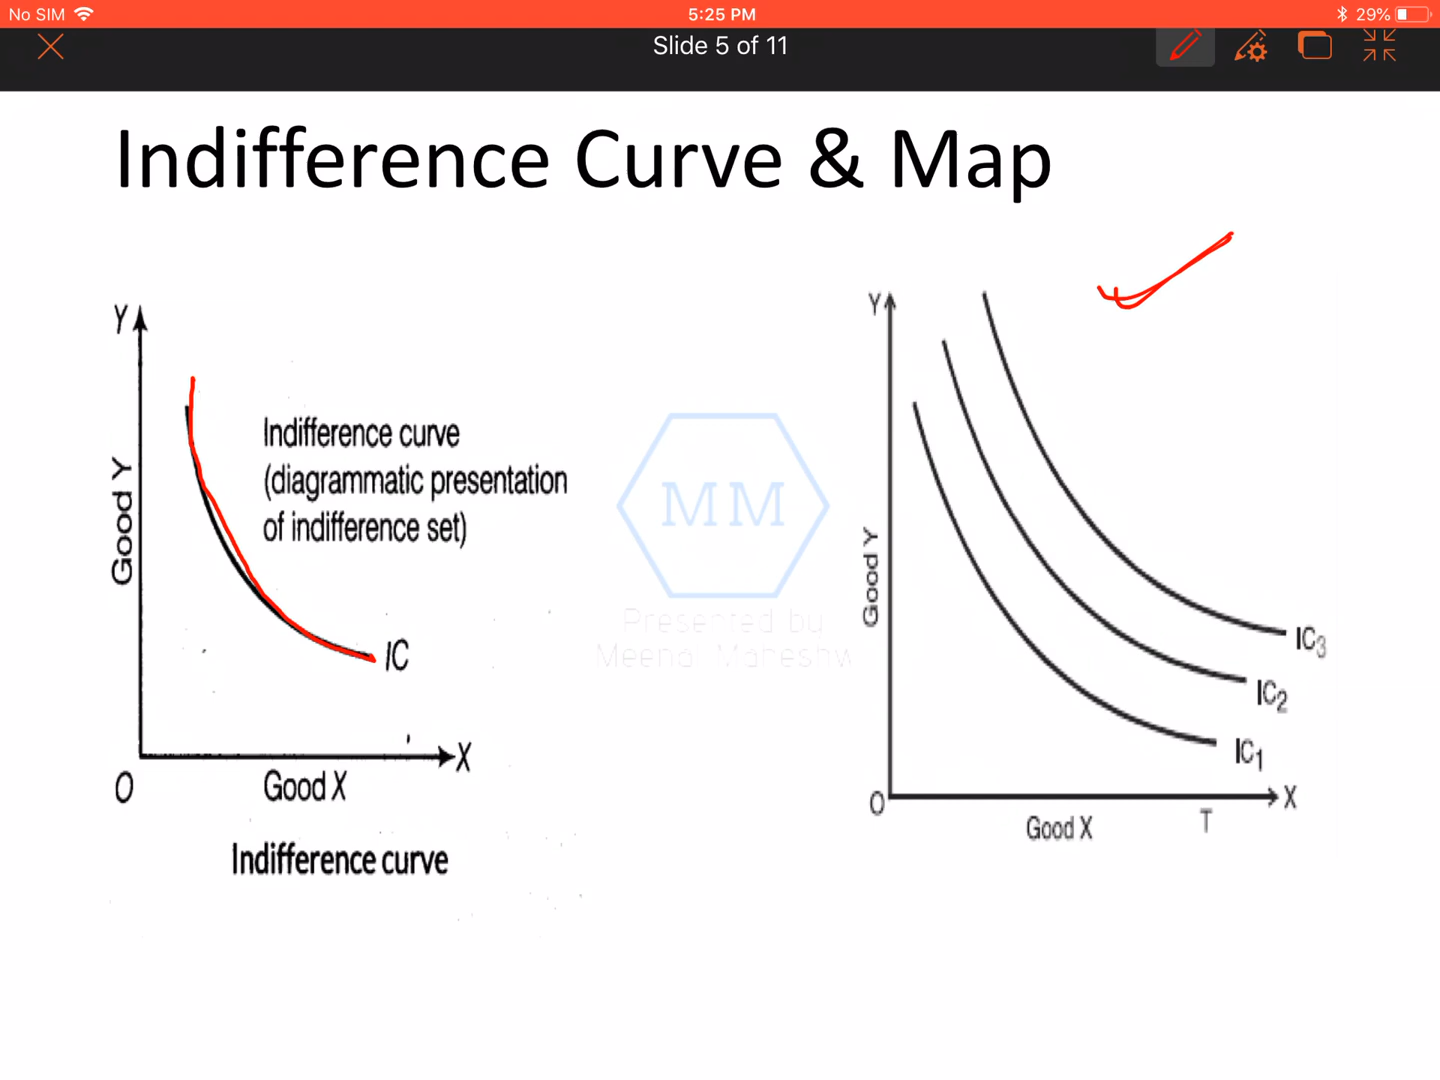 No SIM
5:25 PM
29%
Slide 5 of 11
Indifference Curve & Map
Y
Good Y
Indifference curve
(diagrammatic presentation
of indifference set)
IC
O
X
Good X
Indifference curve
MM
Presented by
Meena Maheshw
Y
Good Y
IC3
IC2
IC1
O
X
Good X
T